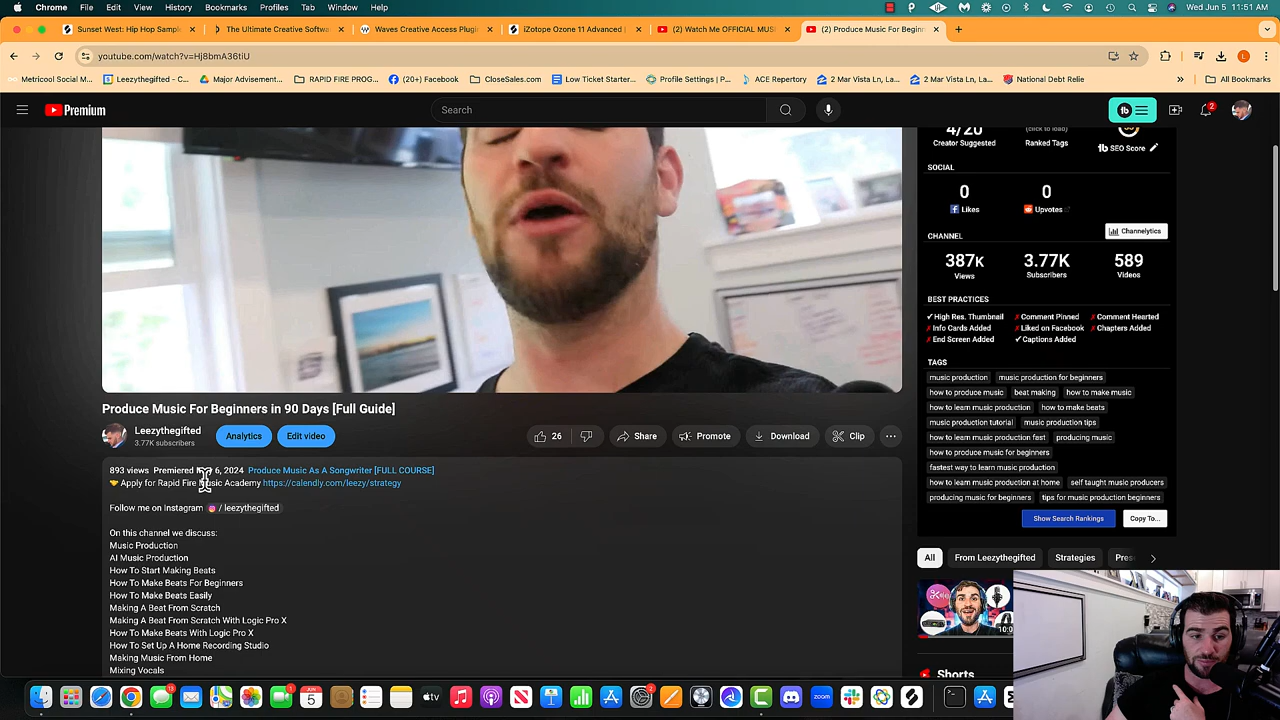 Chrome File Edit View History Bookmarks Profiles Tab Window Help
Wed Jun 5 11:51 AM
Sunset West: Hip Hop Sampl
The Ultimate Creative Softwa
Waves Creative Access Plugin
iZotope Ozone 11 Advanced |
(2) Watch Me OFFICIAL MUS
(2) Produce Music For Beginn
youtube.com/watch?v=Hj8bmA36tiU
Metricool Social M...
Leezythegifted - C...
Major Advisement...
RAPID FIRE PROG...
(20+) Facebook
CloseSales.com
Low Ticket Starter...
Profile Settings | P...
ACE Repertory
2 Mar Vista Ln, La...
2 Mar Vista Ln, La...
National Debt Relie
All Bookmarks
Premium
Search
2
4/20
Creator Suggested
(click to load)
Ranked Tags
tb SEO Score
SOCIAL
0 0
Likes Upvotes
CHANNEL
Channelytics
387K 3.77K 589
Views Subscribers Videos
BEST PRACTICES
✓High Res. Thumbnail ✗Comment Pinned ✗Comment Hearted
✗Info Cards Added ✗Liked on Facebook ✗Chapters Added
✗End Screen Added ✓Captions Added
TAGS
music production music production for beginners
how to produce music beat making how to make music
how to learn music production how to make beats
music production tutorial music production tips
how to learn music production fast producing music
how to produce music for beginners
fastest way to learn music production
how to learn music production at home self taught music producers
producing music for beginners tips for music production beginners
Show Search Rankings Copy To...
Produce Music For Beginners in 90 Days [Full Guide]
Leezythegifted
3.77K subscribers
Analytics
Edit video
26
Share
Promote
Download
Clip
893 views Premiered 6, 2024 Produce Music As A Songwriter [FULL COURSE]
🤝 Apply for Rapid Fire Music Academy https://calendly.com/leezy/strategy
Follow me on Instagram / leezythegifted
On this channel we discuss:
Music Production
AI Music Production
How To Start Making Beats
How To Make Beats For Beginners
How To Make Beats Easily
Making A Beat From Scratch
Making A Beat From Scratch With Logic Pro X
How To Make Beats With Logic Pro X
How To Set Up A Home Recording Studio
Making Music From Home
Mixing Vocals
All From Leezythegifted Strategies
Shorts